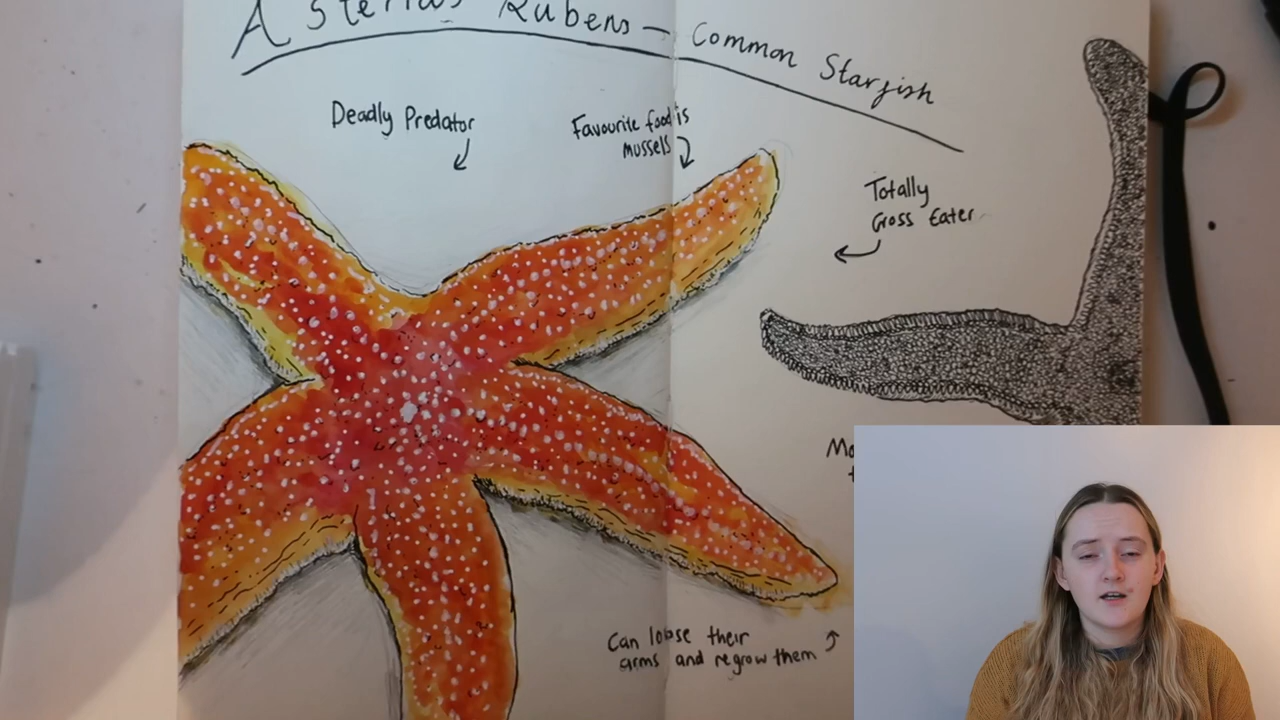 Asterias Rubens – Common Starfish
Deadly Predator
Favourite food is
mussels
Totally
Gross Eater
Can loose their
arms and regrow them